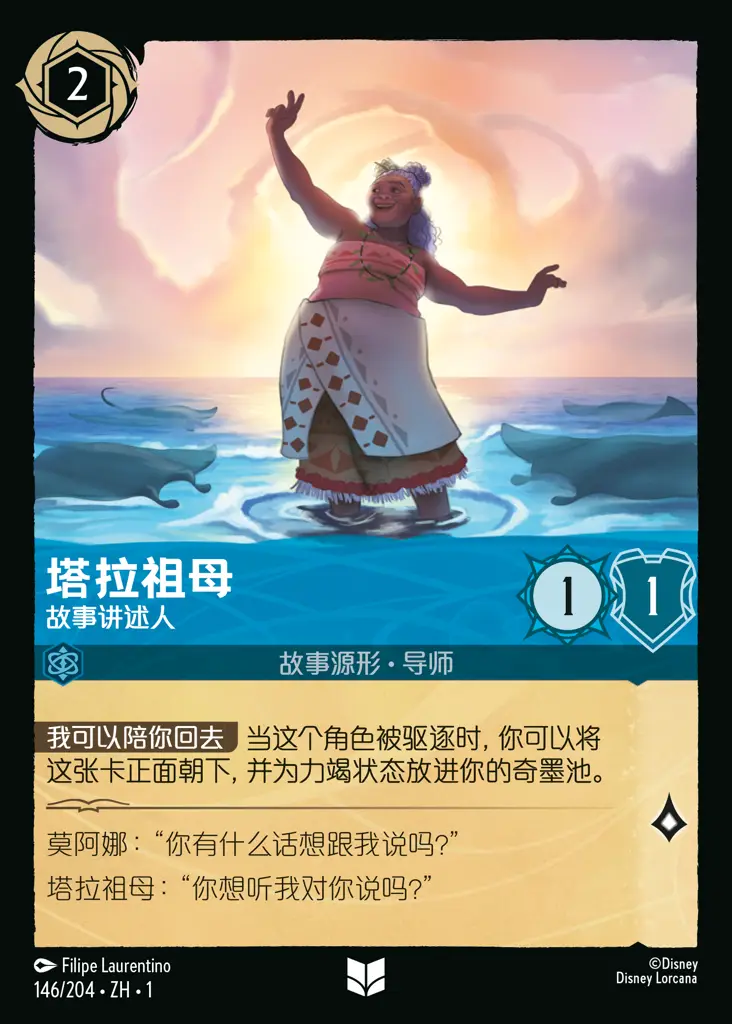 2
塔拉祖母
故事讲述人
1
1
故事源形 • 导师
我可以陪你回去 当这个角色被驱逐时, 你可以将
这张卡正面朝下, 并为力竭状态放进你的奇墨池。
莫阿娜：“你有什么话想跟我说吗?”
塔拉祖母：“你想听我对你说吗?”
Filipe Laurentino
146/204 • ZH • 1
©Disney
Disney Lorcana